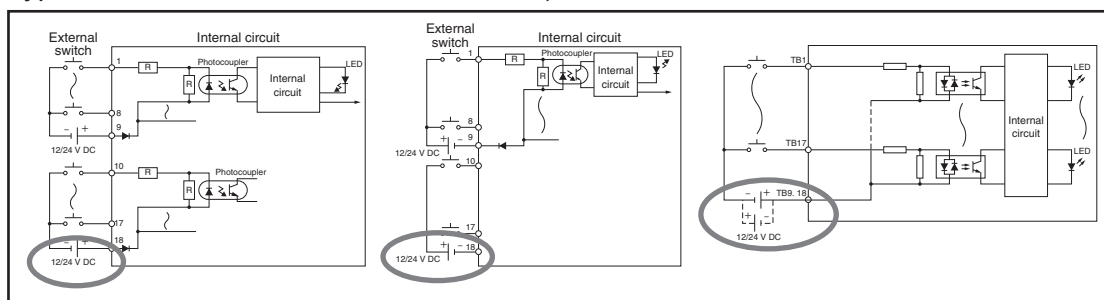 External
switch
Internal circuit
1
R
Photocoupler
LED
R
Internal
circuit
8
- +
9
12/24 V DC
10
R
Photocoupler
R
17
- +
18
12/24 V DC
External
switch
Internal circuit
1
R
Photocoupler
LED
R
Internal
circuit
8
+ -
9
12/24 V DC
10
17
+ -
18
12/24 V DC
TB1
LED
Internal
circuit
TB17
LED
- +
TB9. 18
+ -
12/24 V DC